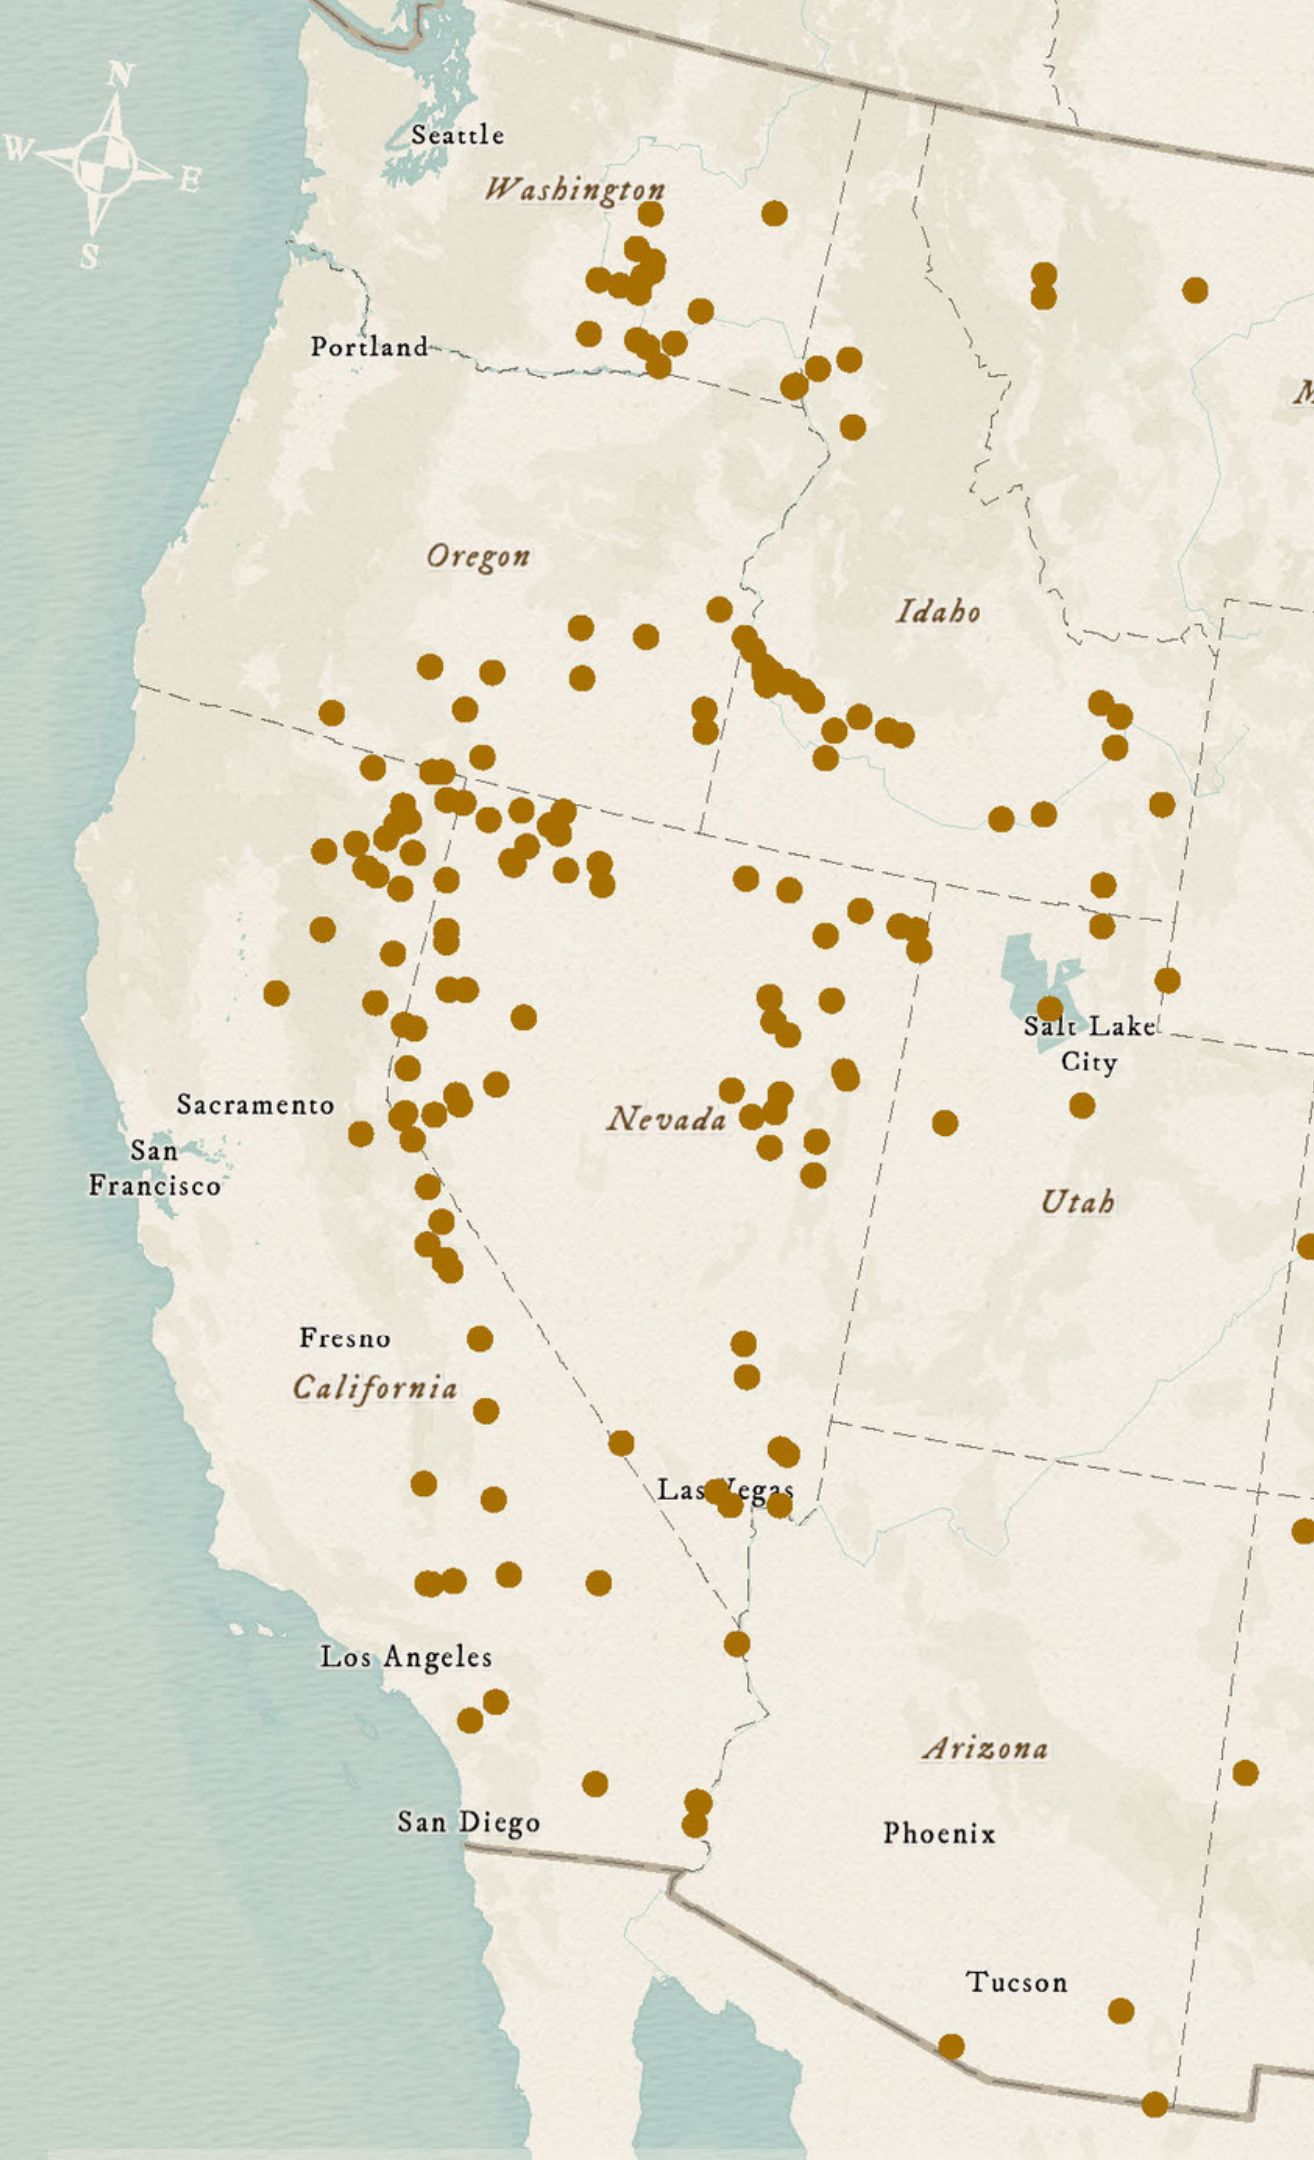 N
W
E
S
Seattle
Washington
Portland
M
Oregon
Idaho
Salt Lake
City
Sacramento
Nevada
San
Francisco
Utah
Fresno
California
Las Vegas
Los Angeles
Arizona
San Diego
Phoenix
Tucson